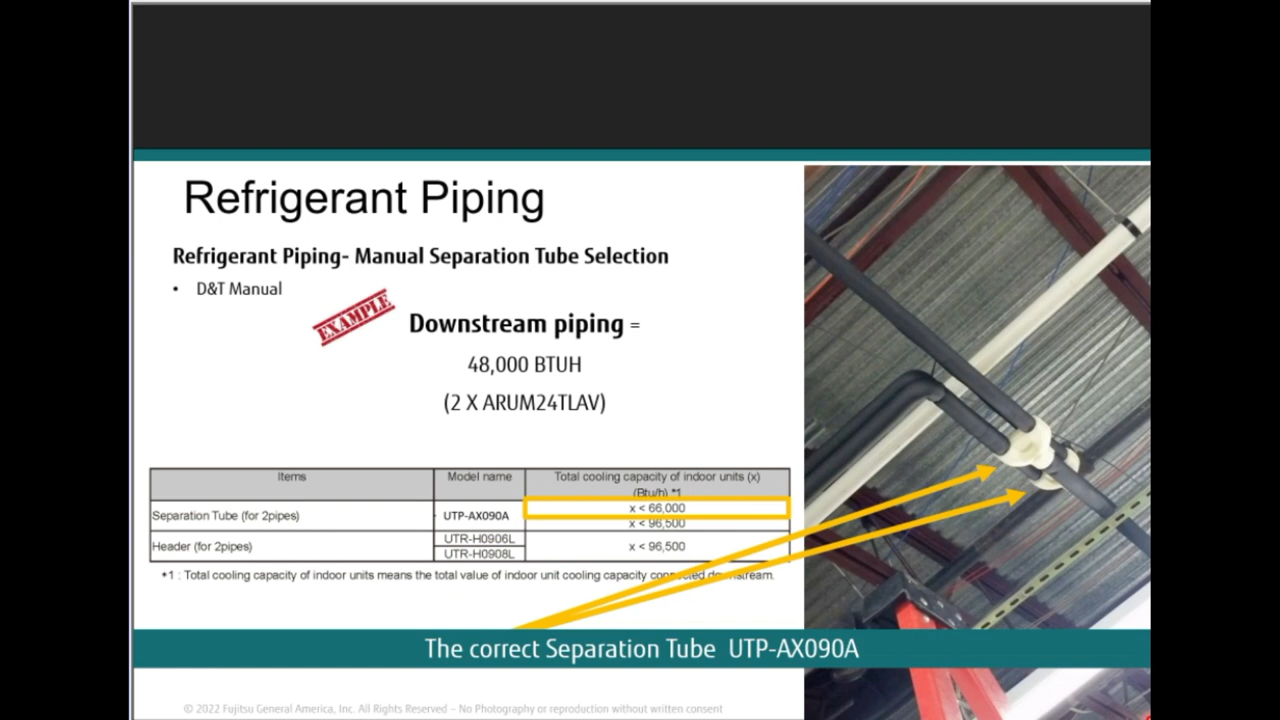 Refrigerant Piping
Refrigerant Piping- Manual Separation Tube Selection
• D&T Manual
EXAMPLE
Downstream piping =
48,000 BTUH
(2 X ARUM24TLAV)
Items Model name Total cooling capacity of indoor units (x)
(Btu/h) *1
Separation Tube (for 2pipes) UTP-AX090A x < 66,000
x < 96,500
Header (for 2pipes) UTR-H0906L x < 96,500
UTR-H0908L
*1 : Total cooling capacity of indoor units means the total value of indoor unit cooling capacity connected downstream.
The correct Separation Tube UTP-AX090A
© 2022 Fujitsu General America, Inc. All Rights Reserved – No Photography or reproduction without written consent